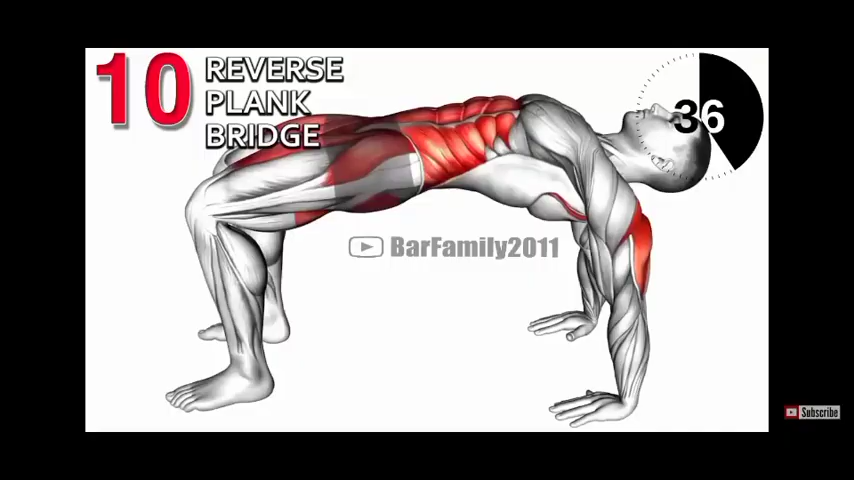 10
REVERSE
PLANK
BRIDGE
36
BarFamily2011
Subscribe